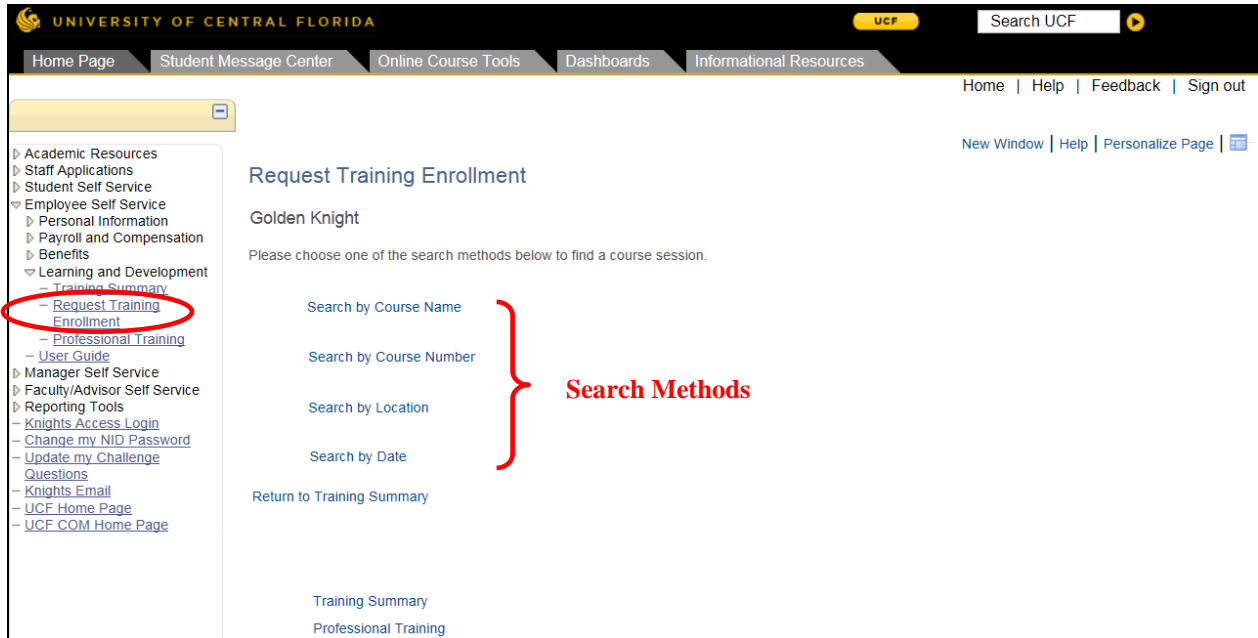 UNIVERSITY OF CENTRAL FLORIDA
UCF
Search UCF
Home Page
Student Message Center
Online Course Tools
Dashboards
Informational Resources
Home | Help | Feedback | Sign out
New Window | Help | Personalize Page |
Academic Resources
Staff Applications
Student Self Service
Employee Self Service
Personal Information
Payroll and Compensation
Benefits
Learning and Development
– Training Summary
– Request Training
Enrollment
– Professional Training
– User Guide
Manager Self Service
Faculty/Advisor Self Service
Reporting Tools
– Knights Access Login
– Change my NID Password
– Update my Challenge
Questions
– Knights Email
– UCF Home Page
– UCF COM Home Page
Request Training Enrollment
Golden Knight
Please choose one of the search methods below to find a course session.
Search by Course Name
Search by Course Number
Search by Location
Search by Date
Search Methods
Return to Training Summary
Training Summary
Professional Training